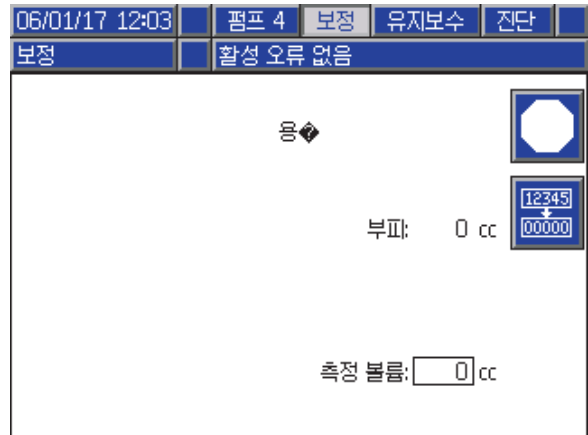 06/01/17 12:03 펌프 4 보정 유지보수 진단
보정 활성 오류 없음
용�
12345
부피: 0 cc
00000
측정 볼륨: 0 cc